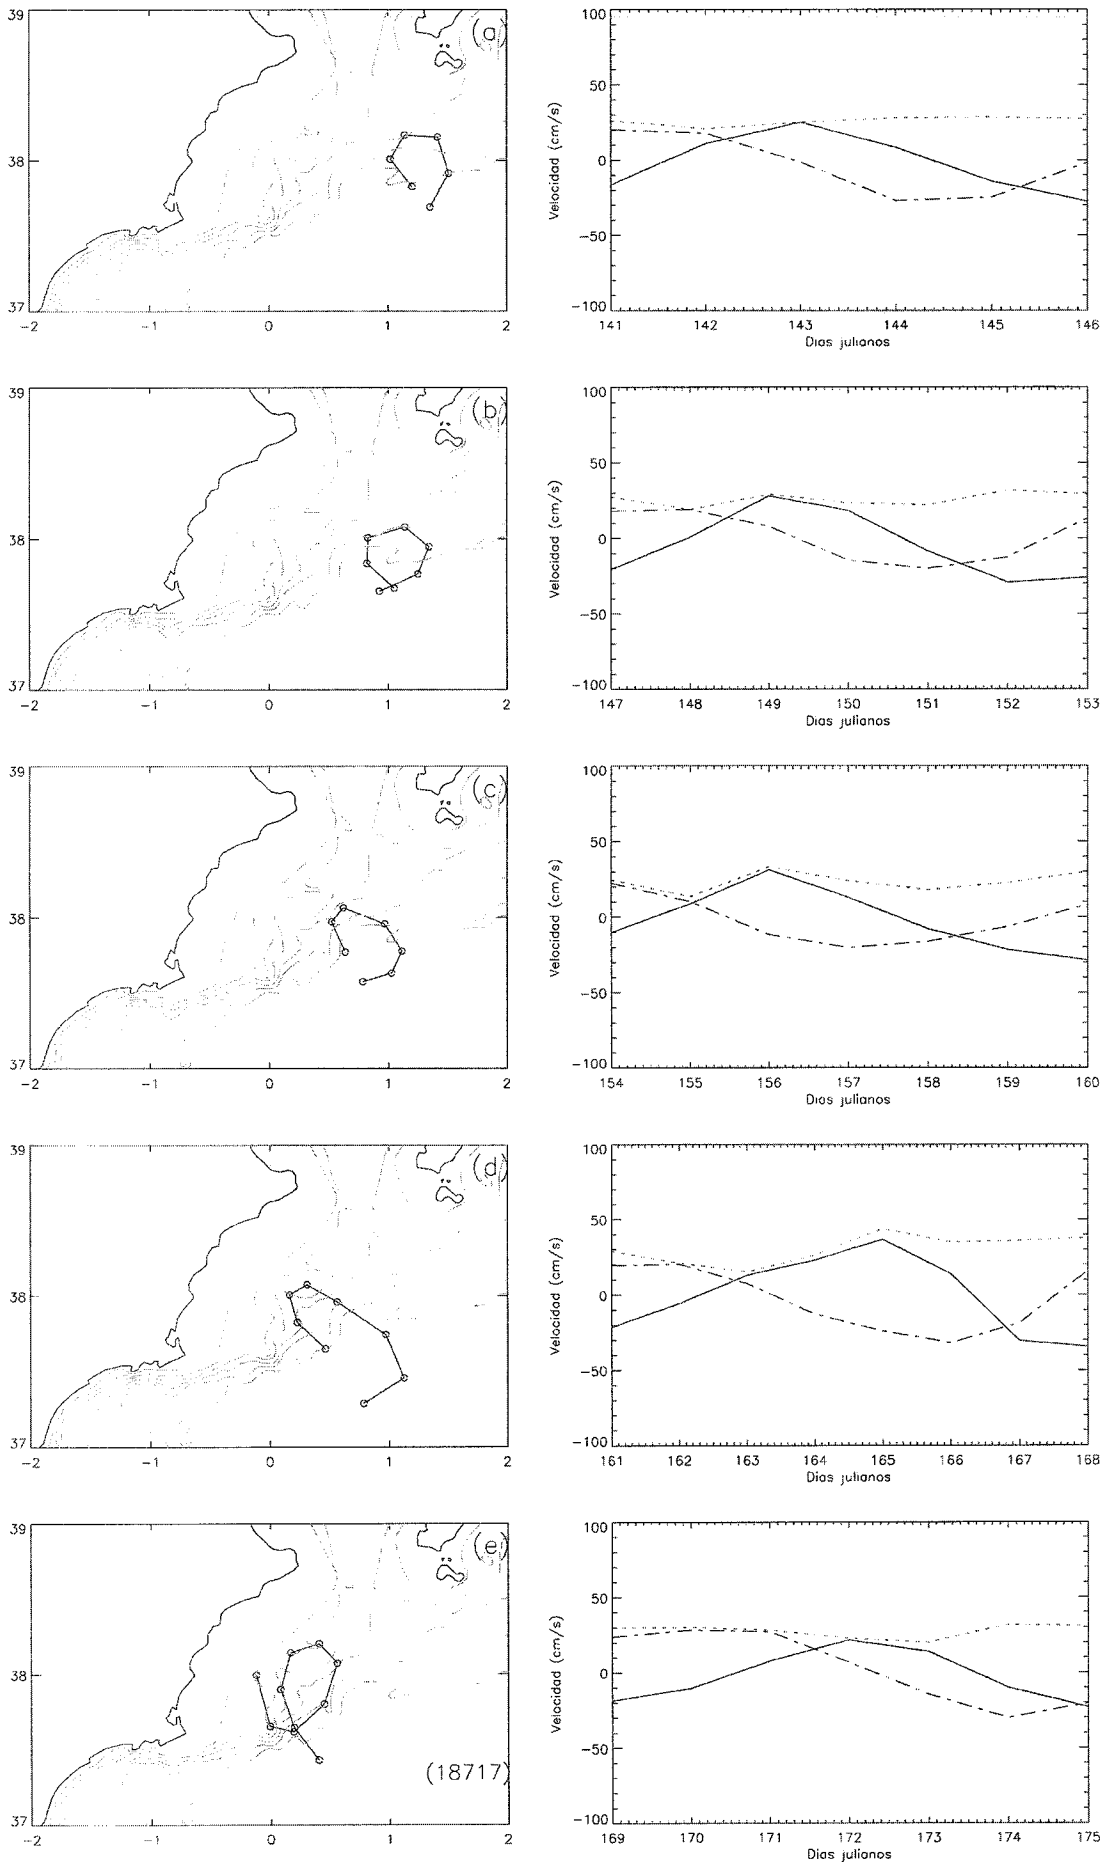 (a)
39
38
37
-2 -1 0 1 2
Velocidad (cm/s)
100
50
0
-50
-100
141 142 143 144 145 146
Dias julianos
(b)
39
38
37
-2 -1 0 1 2
Velocidad (cm/s)
100
50
0
-50
-100
147 148 149 150 151 152 153
Dias julianos
(c)
39
38
37
-2 -1 0 1 2
Velocidad (cm/s)
100
50
0
-50
-100
154 155 156 157 158 159 160
Dias julianos
(d)
39
38
37
-2 -1 0 1 2
Velocidad (cm/s)
100
50
0
-50
-100
161 162 163 164 165 166 167 168
Dias julianos
(e)
39
38
37
(18717)
-2 -1 0 1 2
Velocidad (cm/s)
100
50
0
-50
-100
169 170 171 172 173 174 175
Dias julianos